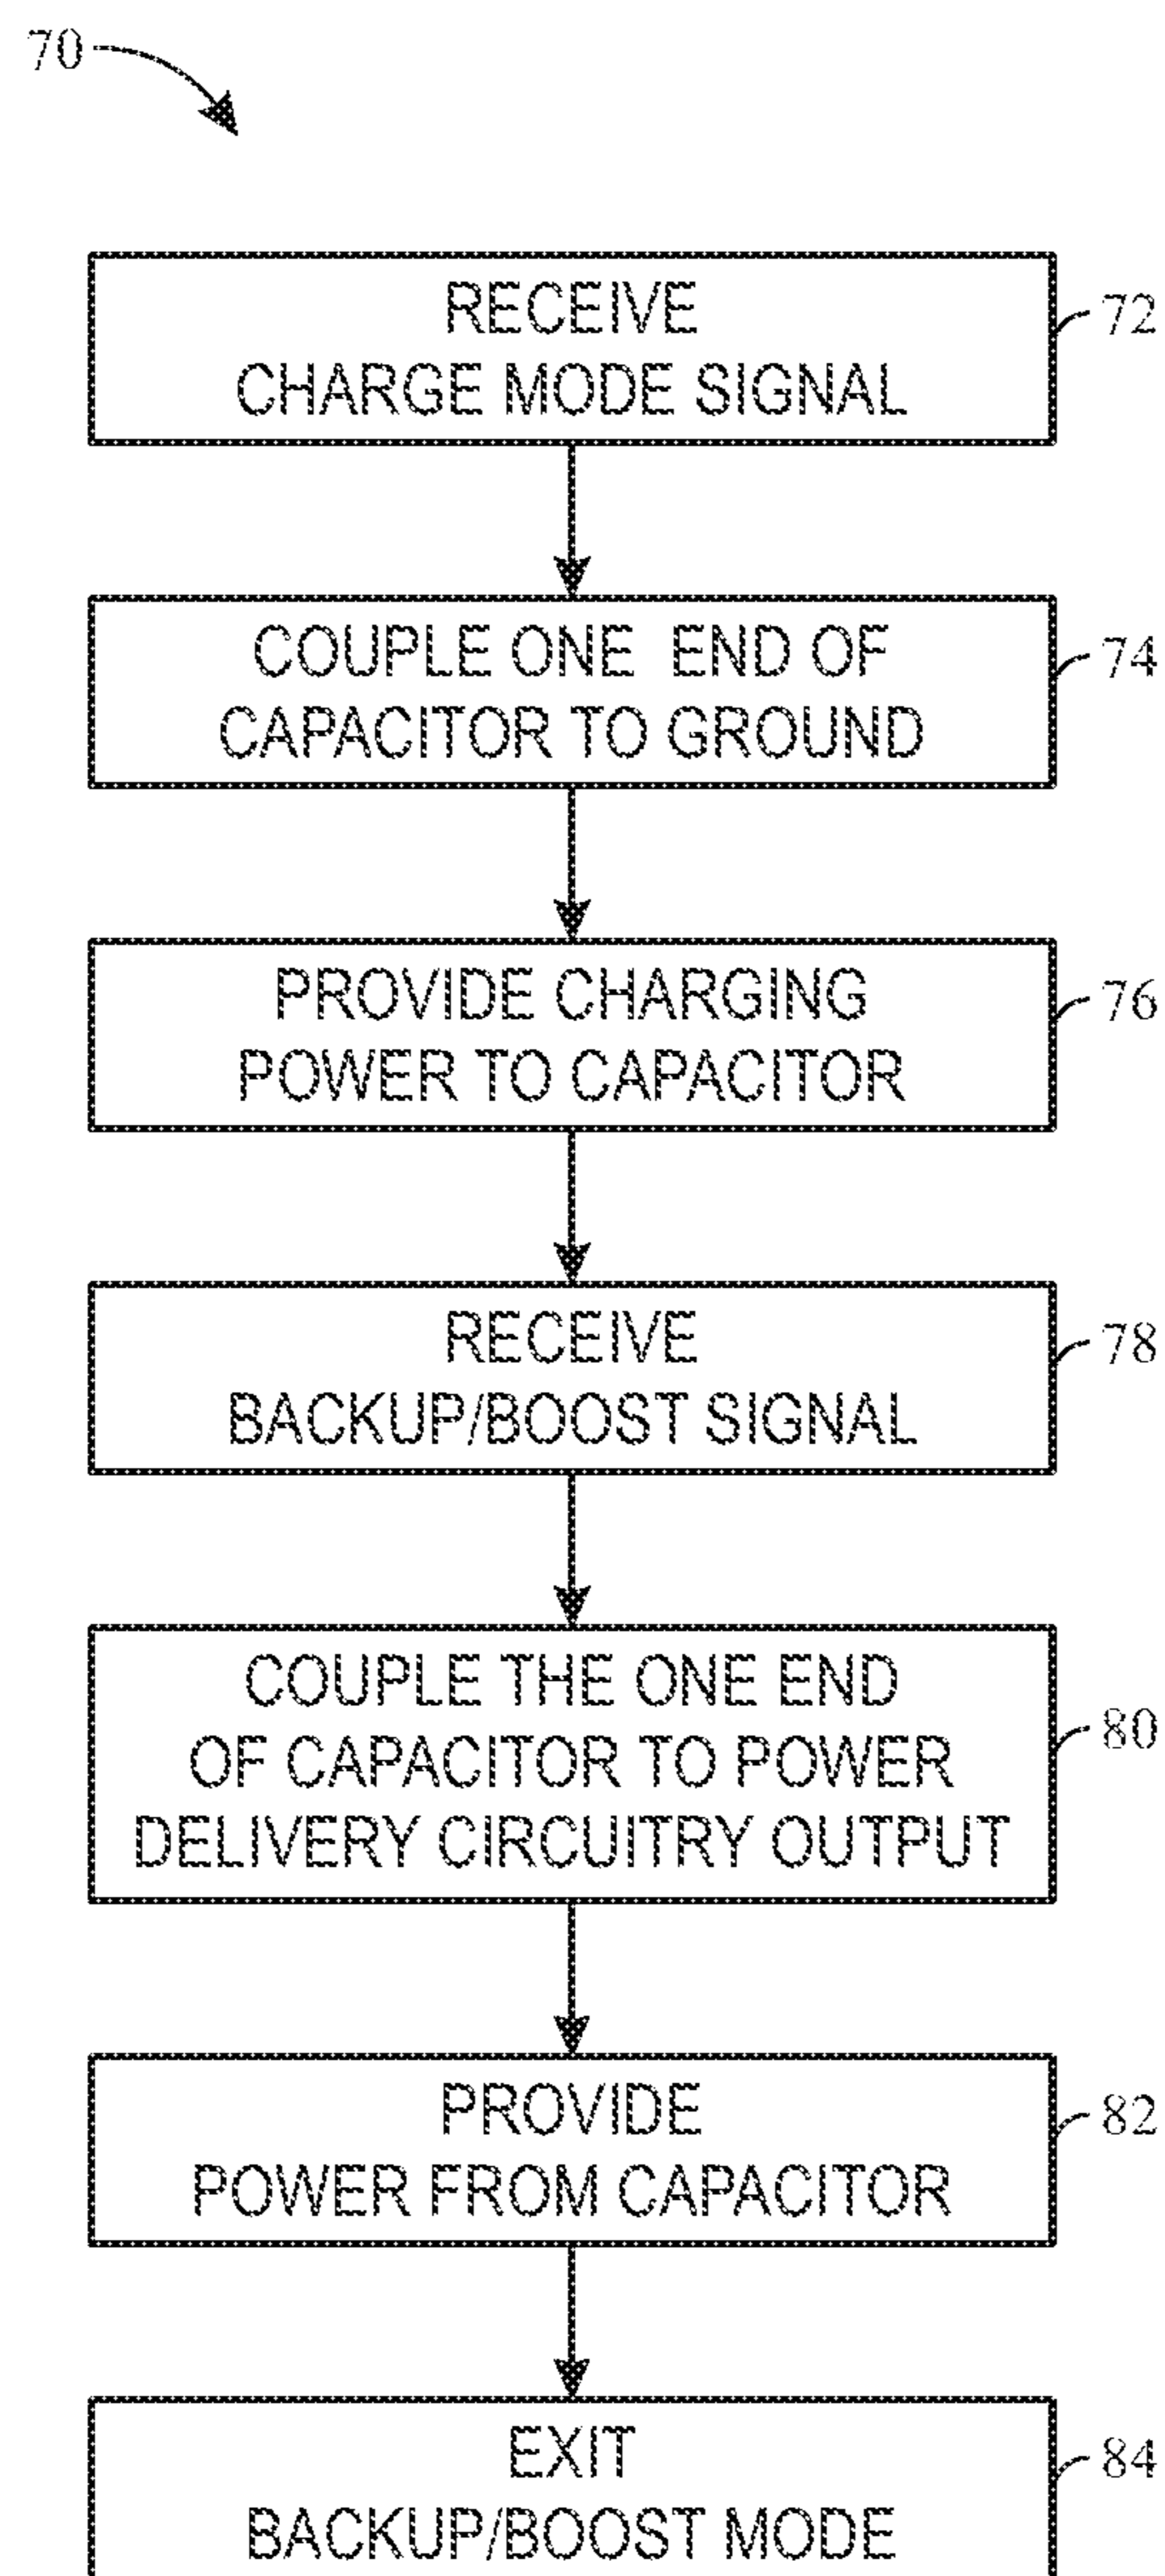 70
RECEIVE
CHARGE MODE SIGNAL
72
COUPLE ONE END OF
CAPACITOR TO GROUND
74
PROVIDE CHARGING
POWER TO CAPACITOR
76
RECEIVE
BACKUP/BOOST SIGNAL
78
COUPLE THE ONE END
OF CAPACITOR TO POWER
DELIVERY CIRCUITRY OUTPUT
80
PROVIDE
POWER FROM CAPACITOR
82
EXIT
BACKUP/BOOST MODE
84